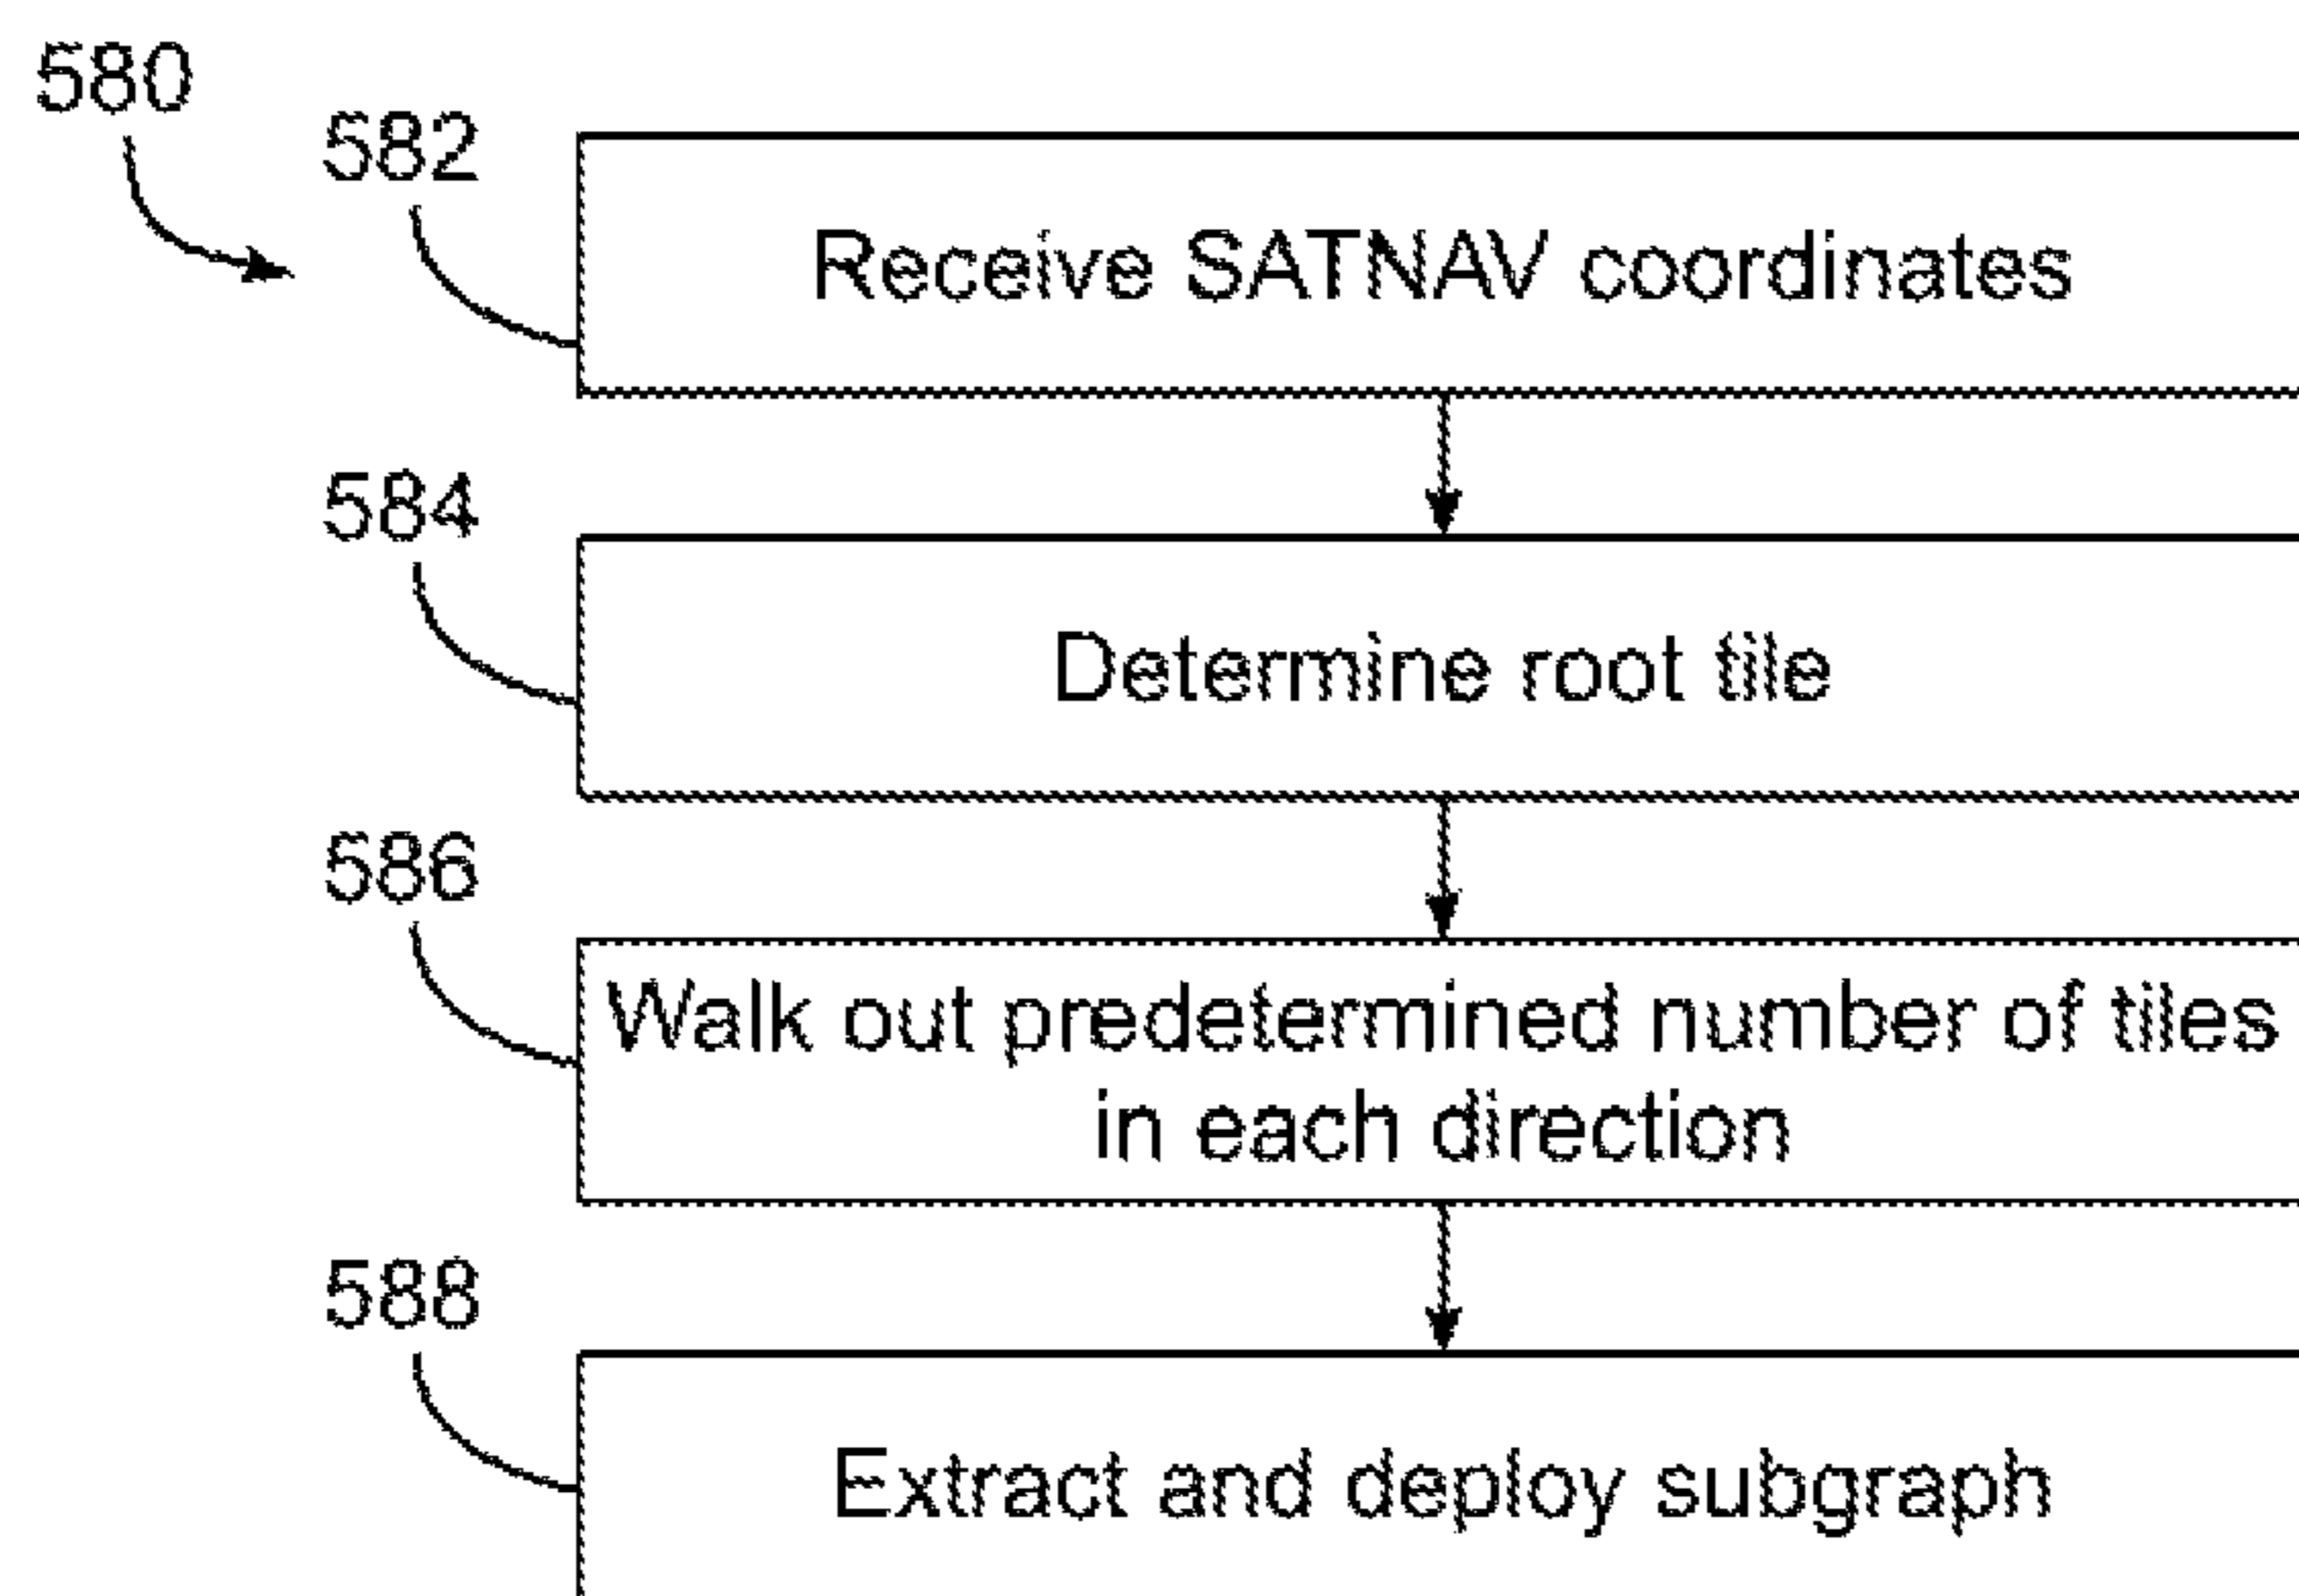 580
582
Receive SATNAV coordinates
584
Determine root tile
586
Walk out predetermined number of tiles
in each direction
588
Extract and deploy subgraph